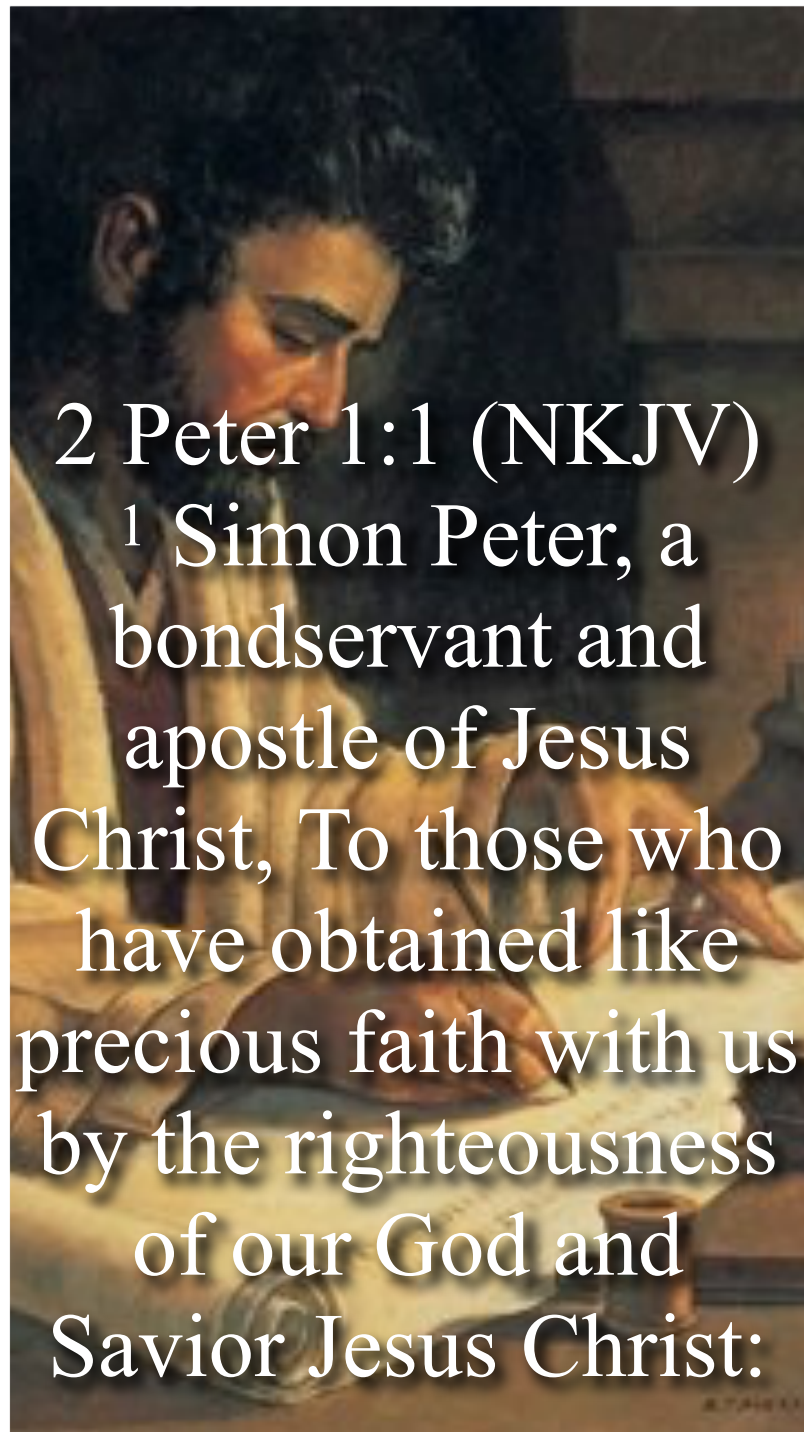 2 Peter 1:1 (NKJV)
1 Simon Peter, a
bondservant and
apostle of Jesus
Christ, To those who
have obtained like
precious faith with us
by the righteousness
of our God and
Savior Jesus Christ: